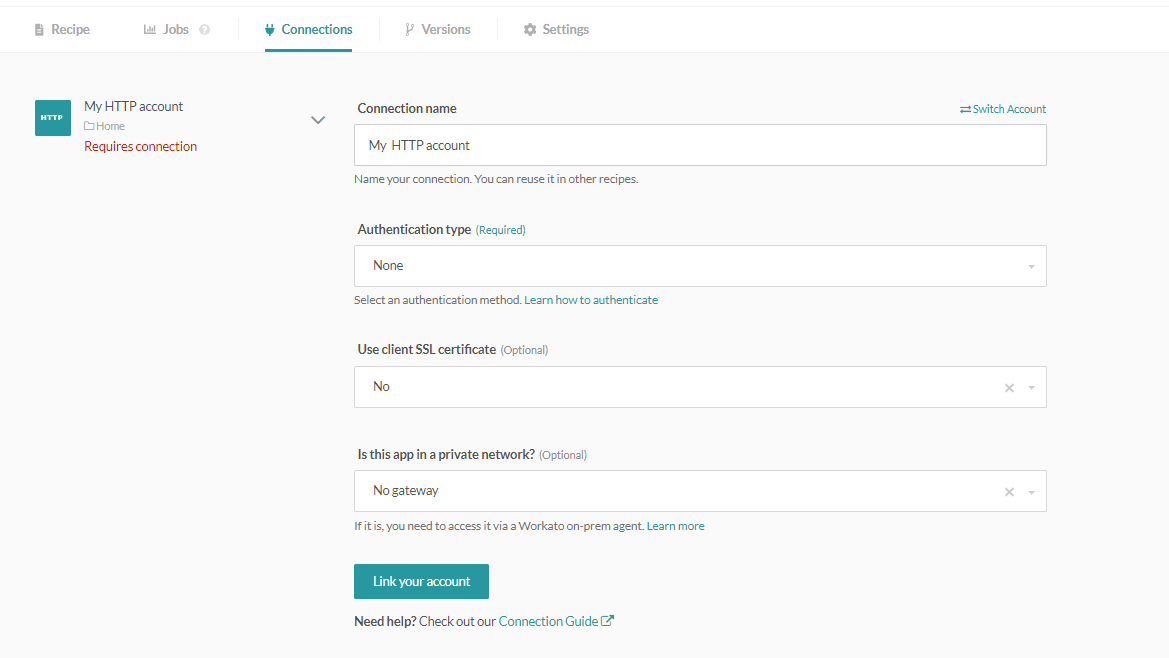 Recipe Jobs Connections Versions Settings
HTTP
My HTTP account
Home
Requires connection
Connection name Switch Account
My HTTP account
Name your connection. You can reuse it in other recipes.
Authentication type (Required)
None
Select an authentication method. Learn how to authenticate
Use client SSL certificate (Optional)
No
Is this app in a private network? (Optional)
No gateway
If it is, you need to access it via a Workato on-prem agent. Learn more
Link your account
Need help? Check out our Connection Guide